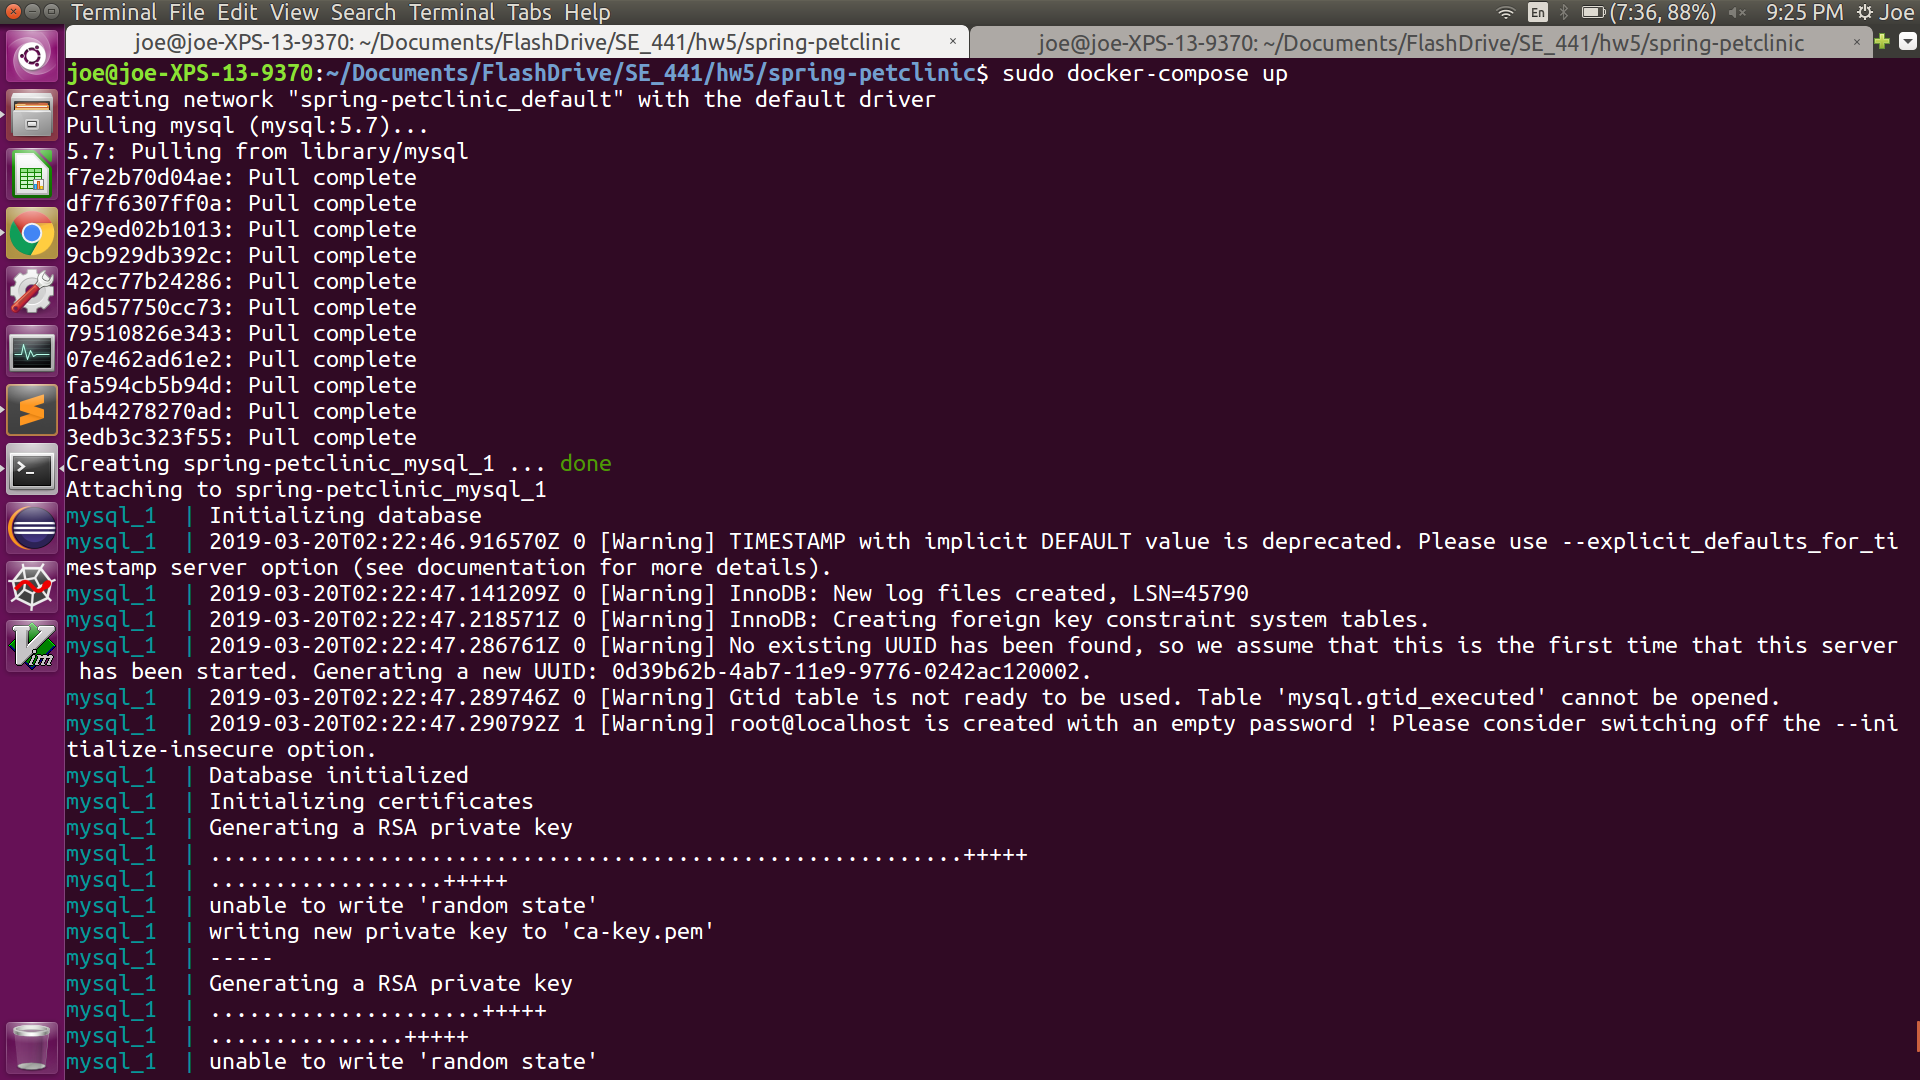 Terminal File Edit View Search Terminal Tabs Help En (7:36, 88%) 9:25 PM Joe
joe@joe-XPS-13-9370: ~/Documents/FlashDrive/SE_441/hw5/spring-petclinic × joe@joe-XPS-13-9370: ~/Documents/FlashDrive/SE_441/hw5/spring-petclinic ×
joe@joe-XPS-13-9370:~/Documents/FlashDrive/SE_441/hw5/spring-petclinic$ sudo docker-compose up
Creating network "spring-petclinic_default" with the default driver
Pulling mysql (mysql:5.7)...
5.7: Pulling from library/mysql
f7e2b70d04ae: Pull complete
df7f6307ff0a: Pull complete
e29ed02b1013: Pull complete
9cb929db392c: Pull complete
42cc77b24286: Pull complete
a6d57750cc73: Pull complete
79510826e343: Pull complete
07e462ad61e2: Pull complete
fa594cb5b94d: Pull complete
1b44278270ad: Pull complete
3edb3c323f55: Pull complete
Creating spring-petclinic_mysql_1 ... done
Attaching to spring-petclinic_mysql_1
mysql_1  | Initializing database
mysql_1  | 2019-03-20T02:22:46.916570Z 0 [Warning] TIMESTAMP with implicit DEFAULT value is deprecated. Please use --explicit_defaults_for_ti
mestamp server option (see documentation for more details).
mysql_1  | 2019-03-20T02:22:47.141209Z 0 [Warning] InnoDB: New log files created, LSN=45790
mysql_1  | 2019-03-20T02:22:47.218571Z 0 [Warning] InnoDB: Creating foreign key constraint system tables.
mysql_1  | 2019-03-20T02:22:47.286761Z 0 [Warning] No existing UUID has been found, so we assume that this is the first time that this server
 has been started. Generating a new UUID: 0d39b62b-4ab7-11e9-9776-0242ac120002.
mysql_1  | 2019-03-20T02:22:47.289746Z 0 [Warning] Gtid table is not ready to be used. Table 'mysql.gtid_executed' cannot be opened.
mysql_1  | 2019-03-20T02:22:47.290792Z 1 [Warning] root@localhost is created with an empty password ! Please consider switching off the --ini
tialize-insecure option.
mysql_1  | Database initialized
mysql_1  | Initializing certificates
mysql_1  | Generating a RSA private key
mysql_1  | ..........................................................+++++
mysql_1  | ..................+++++
mysql_1  | unable to write 'random state'
mysql_1  | writing new private key to 'ca-key.pem'
mysql_1  | -----
mysql_1  | Generating a RSA private key
mysql_1  | .....................+++++
mysql_1  | ...............+++++
mysql_1  | unable to write 'random state'